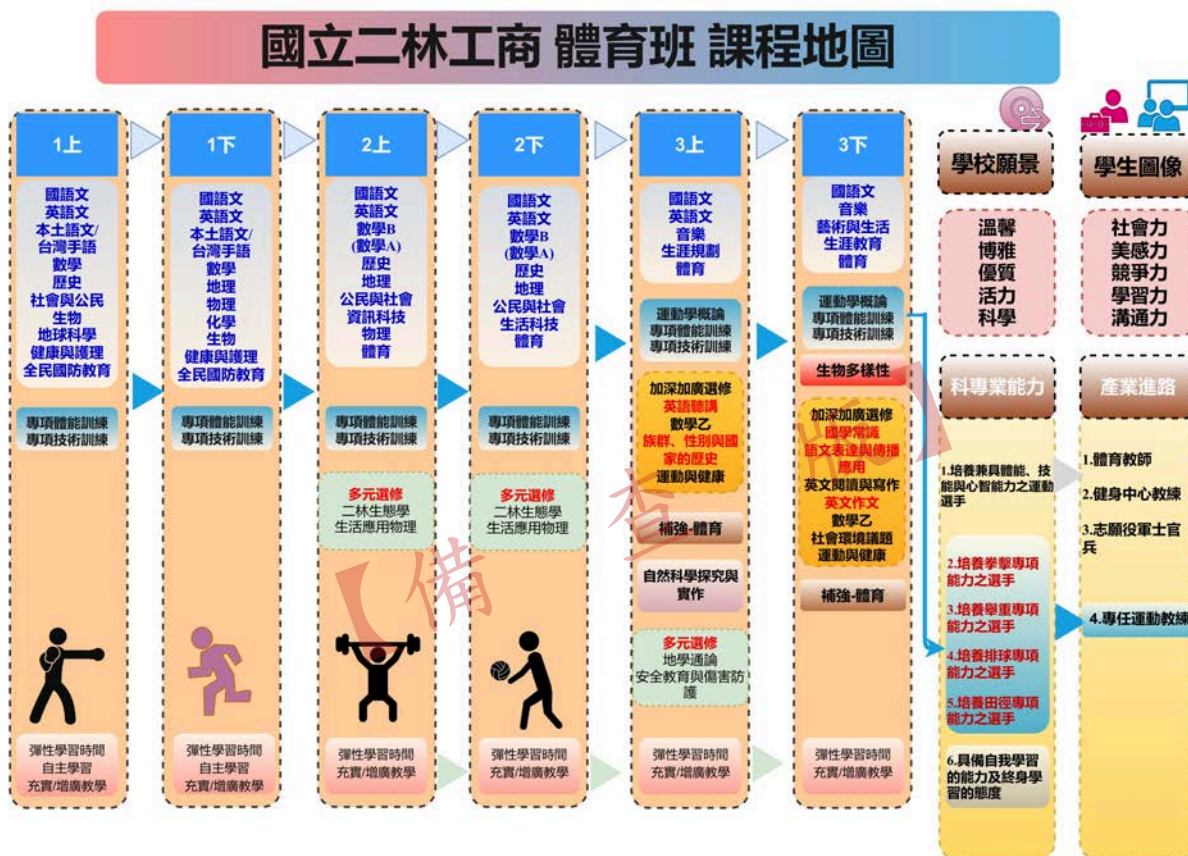 國立二林工商 體育班 課程地圖
1上
國語文
英語文
本土語文/
台灣手語
數學
歷史
社會與公民
生物
地球科學
健康與護理
全民國防教育
專項體能訓練
專項技術訓練
彈性學習時間
自主學習
充實/增廣教學
1下
國語文
英語文
本土語文/
台灣手語
數學
地理
物理
化學
生物
健康與護理
全民國防教育
專項體能訓練
專項技術訓練
彈性學習時間
自主學習
充實/增廣教學
2上
國語文
英語文
數學B
(數學A)
歷史
地理
公民與社會
資訊科技
物理
體育
專項體能訓練
專項技術訓練
多元選修
二林生態學
生活應用物理
彈性學習時間
充實/增廣教學
2下
國語文
英語文
數學B
(數學A)
歷史
地理
公民與社會
生活科技
體育
專項體能訓練
專項技術訓練
多元選修
二林生態學
生活應用物理
彈性學習時間
充實/增廣教學
3上
國語文
英語文
音樂
生涯規劃
體育
運動學概論
專項體能訓練
專項技術訓練
加深加廣選修
英語聽講
數學乙
族群、性別與國
家的歷史
運動與健康
補強-體育
自然科學探究與
實作
多元選修
地學通論
安全教育與傷害防
護
彈性學習時間
充實/增廣教學
3下
國語文
音樂
藝術與生活
生涯教育
體育
運動學概論
專項體能訓練
專項技術訓練
生物多樣性
加深加廣選修
國學常識
語文表達與傳播
應用
英文閱讀與寫作
英文作文
數學乙
社會環境議題
運動與健康
補強-體育
彈性學習時間
充實/增廣教學
學校願景
溫馨
博雅
優質
活力
科學
科專業能力
1.培養兼具體能、技
能與心智能力之運動
選手
2.培養拳擊專項
能力之選手
3.培養舉重專項
能力之選手
4.培養排球專項
能力之選手
5.培養田徑專項
能力之選手
6.具備自我學習
的能力及終身學
習的態度
學生圖像
社會力
美感力
競爭力
學習力
溝通力
產業進路
1.體育教師
2.健身中心教練
3.志願役軍士官
兵
4.專任運動教練
【備查版】